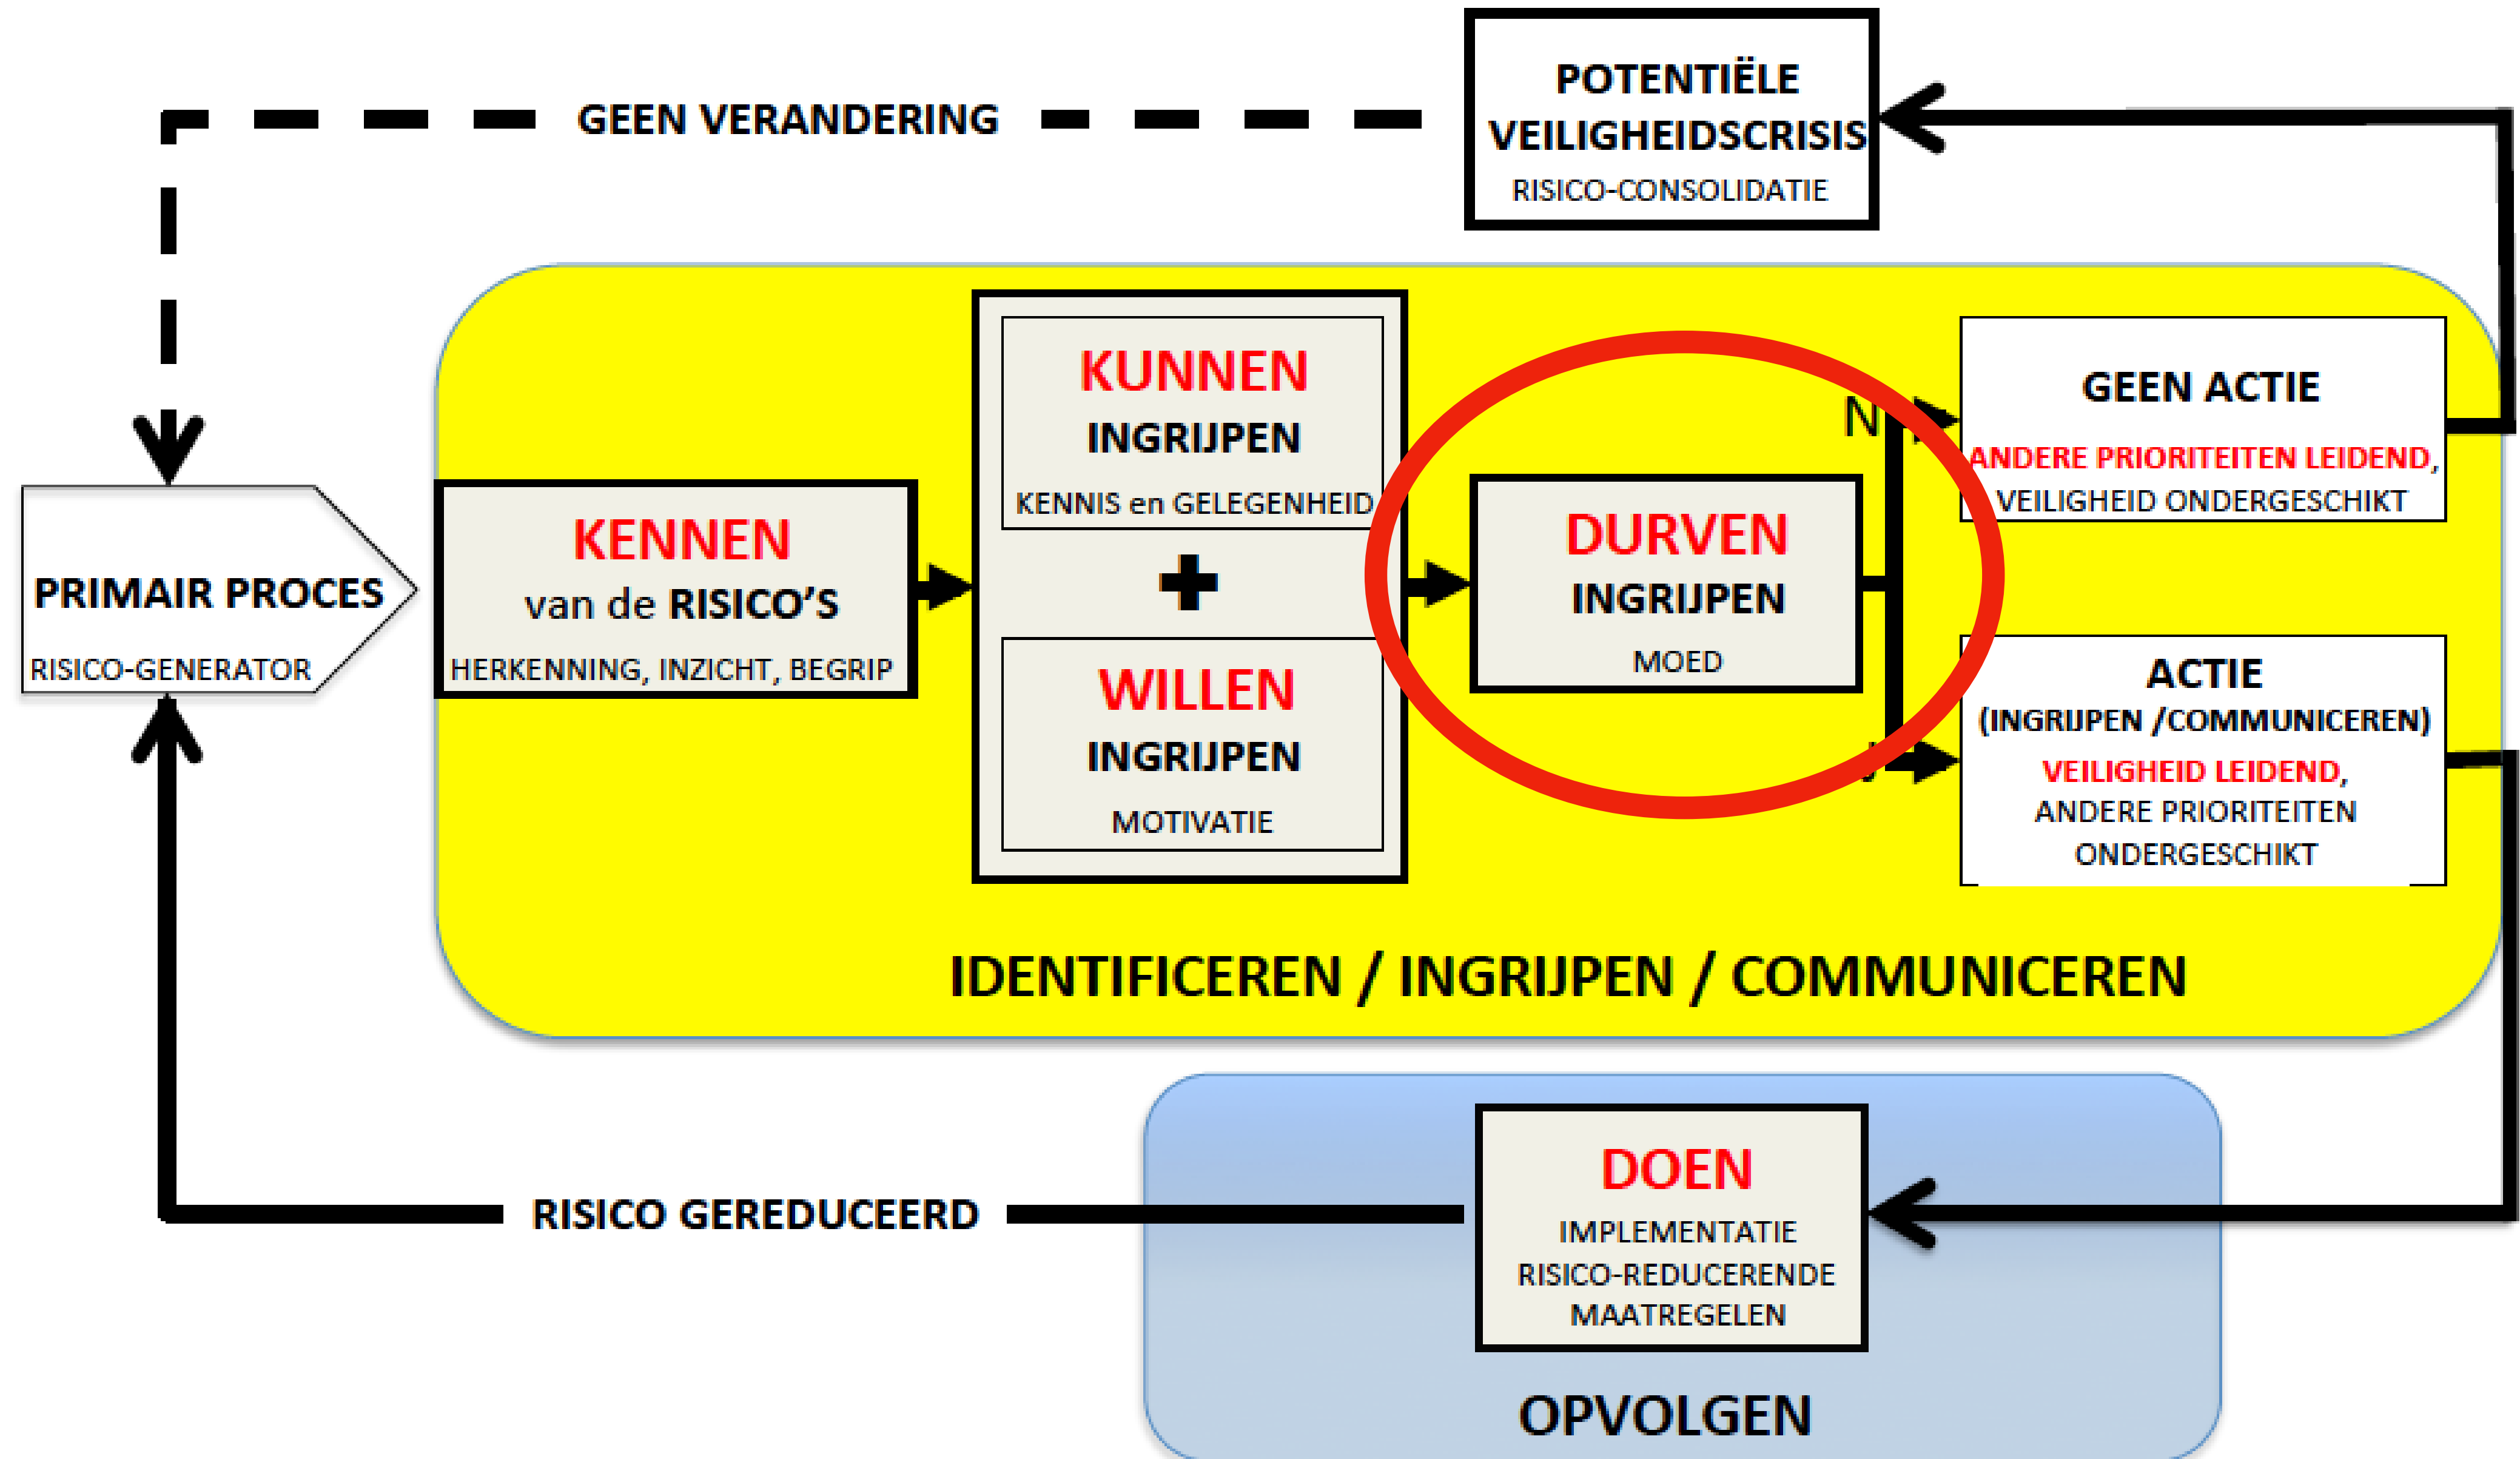 POTENTIËLE
VEILIGHEIDSCRISIS
RISICO-CONSOLIDATIE
GEEN VERANDERING
PRIMAIR PROCES
RISICO-GENERATOR
KENNEN
van de RISICO'S
HERKENNING, INZICHT, BEGRIP
KUNNEN
INGRIJPEN
KENNIS en GELEGENHEID
+
WILLEN
INGRIJPEN
MOTIVATIE
DURVEN
INGRIJPEN
MOED
N
GEEN ACTIE
ANDERE PRIORITEITEN LEIDEND,
VEILIGHEID ONDERGESCHIKT
ACTIE
(INGRIJPEN /COMMUNICEREN)
VEILIGHEID LEIDEND,
ANDERE PRIORITEITEN
ONDERGESCHIKT
IDENTIFICEREN / INGRIJPEN / COMMUNICEREN
DOEN
IMPLEMENTATIE
RISICO-REDUCERENDE
MAATREGELEN
RISICO GEREDUCEERD
OPVOLGEN